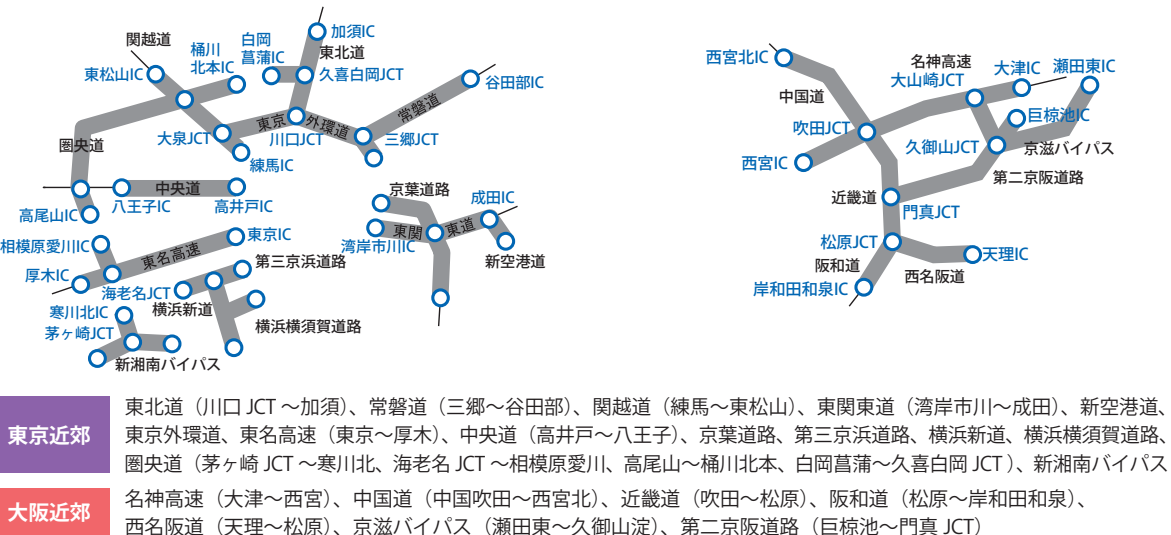 関越道
東松山IC
桶川
北本IC
白岡
菖蒲IC
加須IC
東北道
久喜白岡JCT
谷田部IC
常磐道
大泉JCT
東京
外環道
川口JCT
三郷JCT
練馬IC
圏央道
中央道
高尾山IC
八王子IC
高井戸IC
京葉道路
成田IC
東関
東道
湾岸市川IC
新空港道
相模原愛川IC
東名高速
東京IC
厚木IC
海老名JCT
第三京浜道路
寒川北IC
横浜新道
茅ヶ崎JCT
横浜横須賀道路
新湘南バイパス
西宮北IC
名神高速
大山崎JCT
大津IC
瀬田東IC
中国道
巨椋池IC
吹田JCT
久御山JCT
京滋バイパス
西宮IC
第二京阪道路
近畿道
門真JCT
松原JCT
天理IC
阪和道
西名阪道
岸和田和泉IC
東京近郊
東北道（川口 JCT ～加須）、常磐道（三郷～谷田部）、関越道（練馬～東松山）、東関東道（湾岸市川～成田）、新空港道、
東京外環道、東名高速（東京～厚木）、中央道（高井戸～八王子）、京葉道路、第三京浜道路、横浜新道、横浜横須賀道路、
圏央道（茅ヶ崎 JCT ～寒川北、海老名 JCT ～相模原愛川、高尾山～桶川北本、白岡菖蒲～久喜白岡 JCT ）、新湘南バイパス
大阪近郊
名神高速（大津～西宮）、中国道（中国吹田～西宮北）、近畿道（吹田～松原）、阪和道（松原～岸和田和泉）、
西名阪道（天理～松原）、京滋バイパス（瀬田東～久御山淀）、第二京阪道路（巨椋池～門真 JCT）